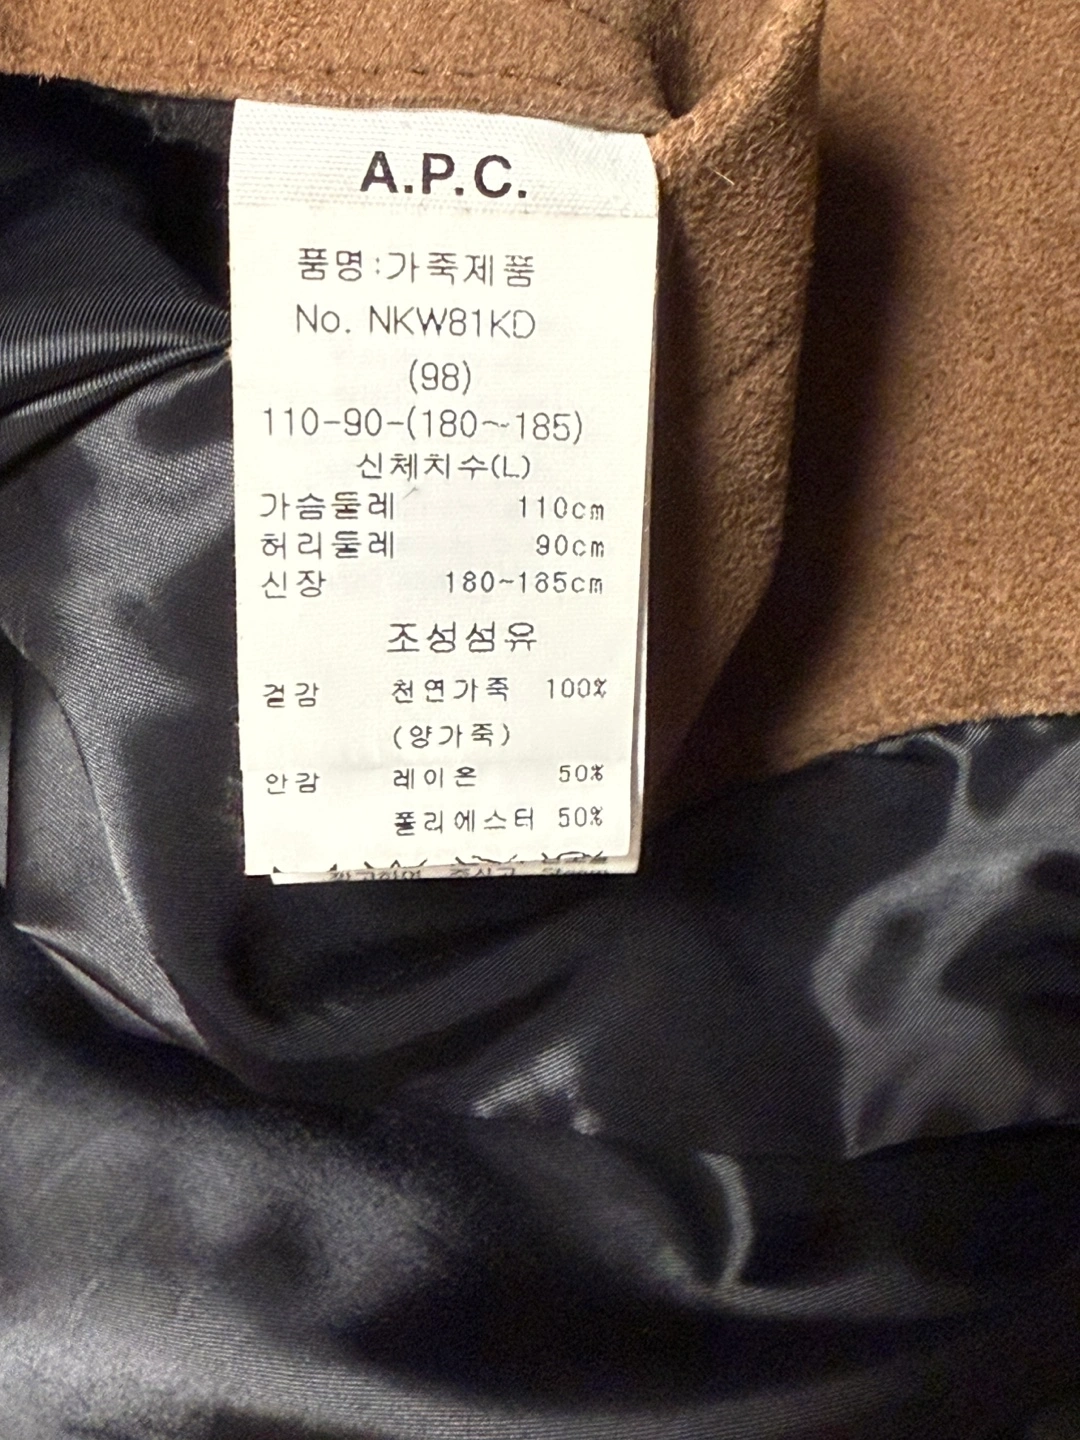 A.P.C.
품명:가죽제품
No. NKW81KD
(98)
110-90-(180~185)
신체치수(L)
가슴둘레 110cm
허리둘레 90cm
신장 180~185cm
조성섬유
겉감 천연가죽 100%
(양가죽)
안감 레이온 50%
폴리에스터 50%